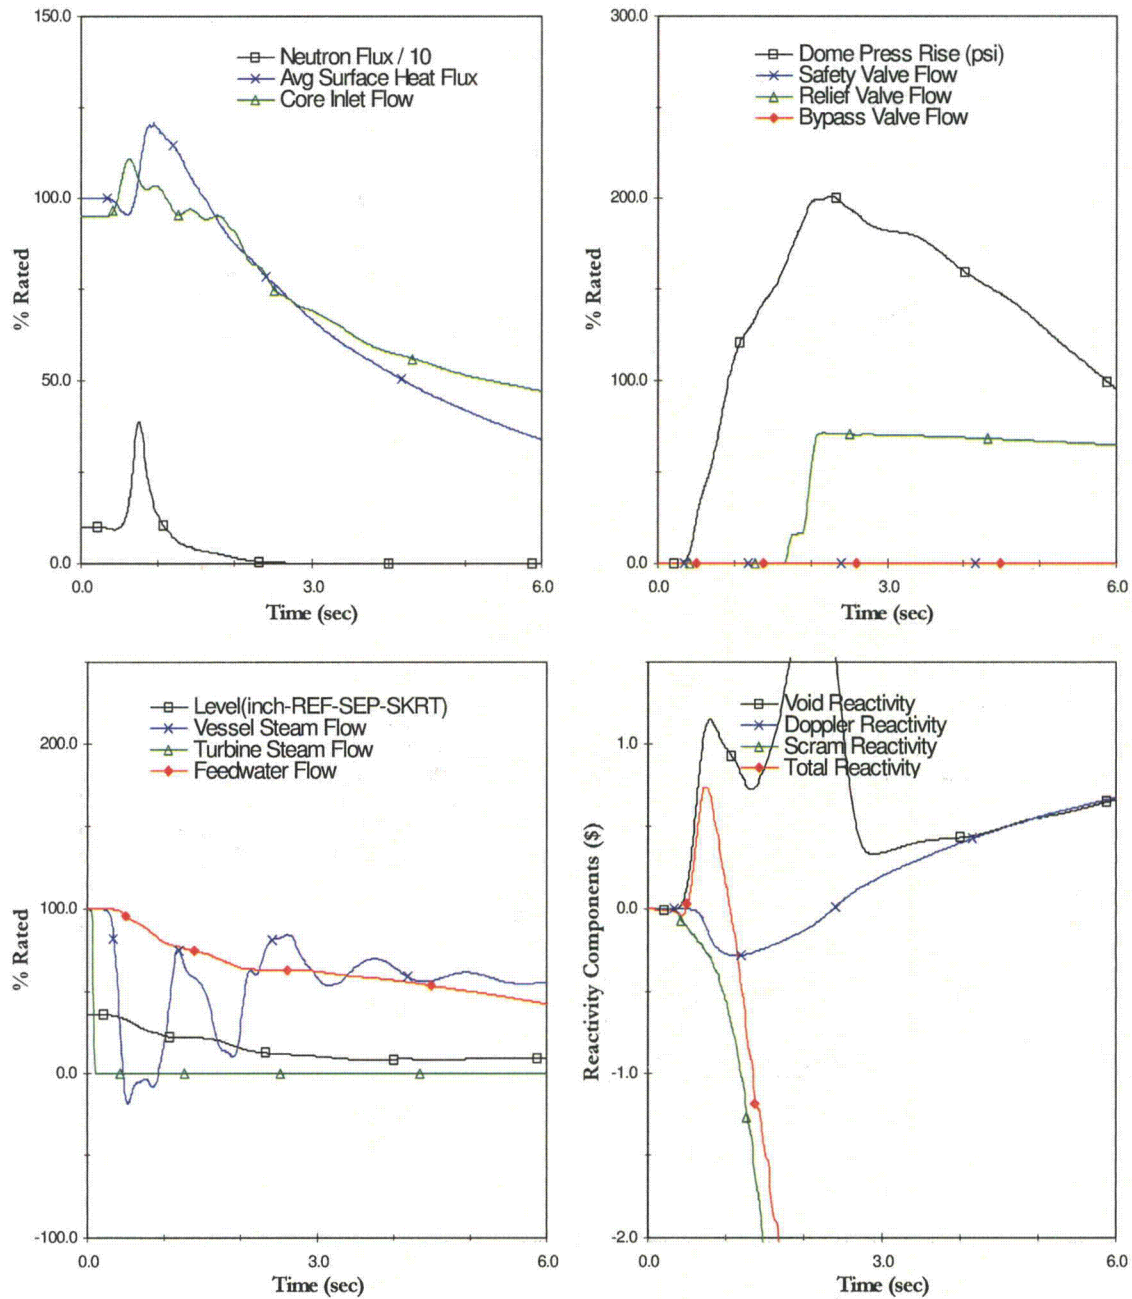 150.0
Neutron Flux / 10
Avg Surface Heat Flux
Core Inlet Flow
100.0
% Rated
50.0
0.0
0.0
3.0
6.0
Time (sec)
300.0
Dome Press Rise (psi)
Safety Valve Flow
Relief Valve Flow
Bypass Valve Flow
200.0
% Rated
100.0
0.0
0.0
3.0
6.0
Time (sec)
Level(inch-REF-SEP-SKRT)
Vessel Steam Flow
Turbine Steam Flow
Feedwater Flow
200.0
100.0
% Rated
0.0
-100.0
0.0
3.0
6.0
Time (sec)
Void Reactivity
Doppler Reactivity
Scram Reactivity
Total Reactivity
1.0
Reactivity Components ($)
0.0
-1.0
-2.0
0.0
3.0
6.0
Time (sec)